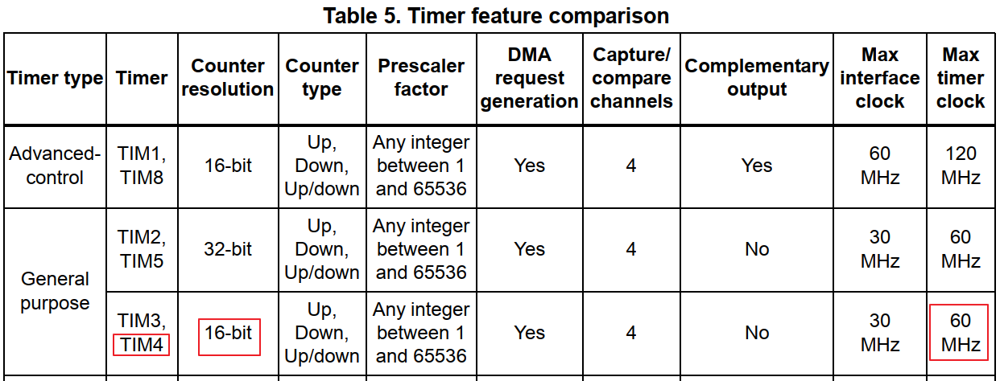 Table 5. Timer feature comparison
Timer type
Timer
Counter
resolution
Counter
type
Prescaler
factor
DMA
request
generation
Capture/
compare
channels
Complementary
output
Max
interface
clock
Max
timer
clock
Advanced-
control
TIM1,
TIM8
16-bit
Up,
Down,
Up/down
Any integer
between 1
and 65536
Yes
4
Yes
60
MHz
120
MHz
General
purpose
TIM2,
TIM5
32-bit
Up,
Down,
Up/down
Any integer
between 1
and 65536
Yes
4
No
30
MHz
60
MHz
TIM3,
TIM4
16-bit
Up,
Down,
Up/down
Any integer
between 1
and 65536
Yes
4
No
30
MHz
60
MHz